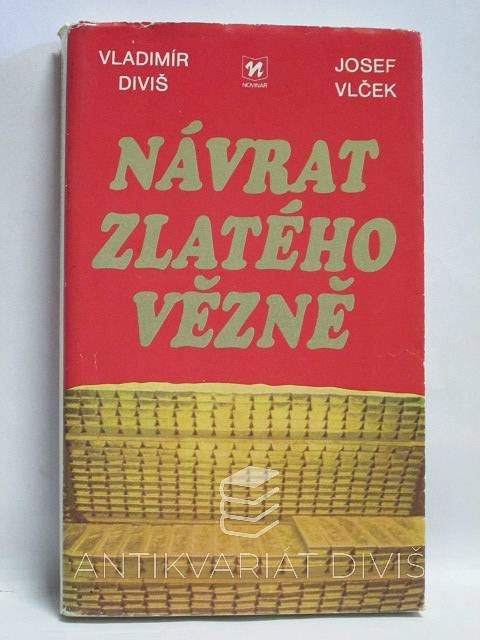 VLADIMÍR
DIVIŠ
n
NOVINÁŘ
JOSEF
VLČEK
NÁVRAT
ZLATÉHO
VĚZNĚ
ANTIKVARIÁT DIVIŠ